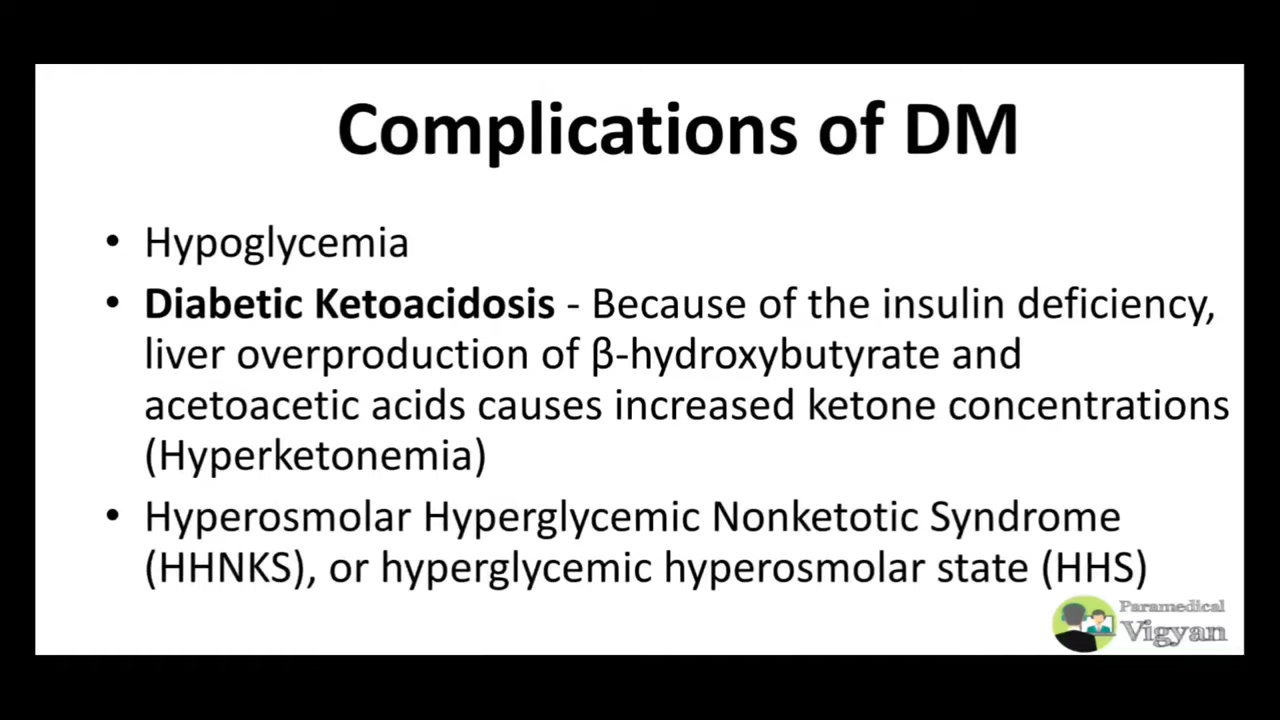 Complications of DM
• Hypoglycemia
• Diabetic Ketoacidosis - Because of the insulin deficiency,
liver overproduction of β-hydroxybutyrate and
acetoacetic acids causes increased ketone concentrations
(Hyperketonemia)
• Hyperosmolar Hyperglycemic Nonketotic Syndrome
(HHNKS), or hyperglycemic hyperosmolar state (HHS)
Paramedical
Vigyan